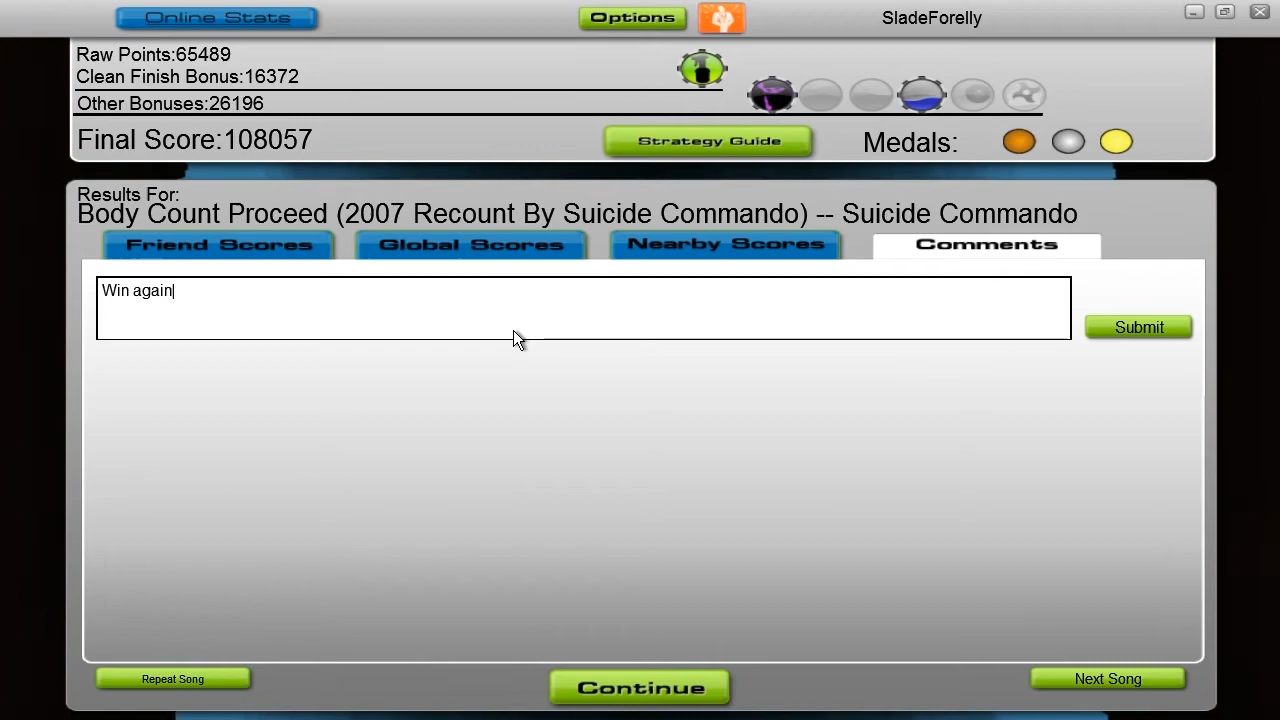 Online Stats
Options
SladeForelly
Raw Points:65489
Clean Finish Bonus:16372
Other Bonuses:26196
Final Score:108057
Strategy Guide
Medals:
Results For:
Body Count Proceed (2007 Recount By Suicide Commando) -- Suicide Commando
Friend Scores
Global Scores
Nearby Scores
Comments
Win again
Submit
Repeat Song
Continue
Next Song